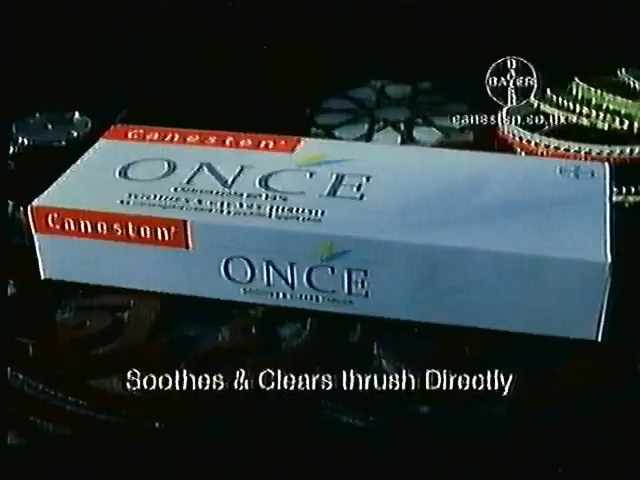 BAYER
canesten.co.uk
Canesten
ONCE
Canesten
ONCE
Soothes & Clears thrush Directly